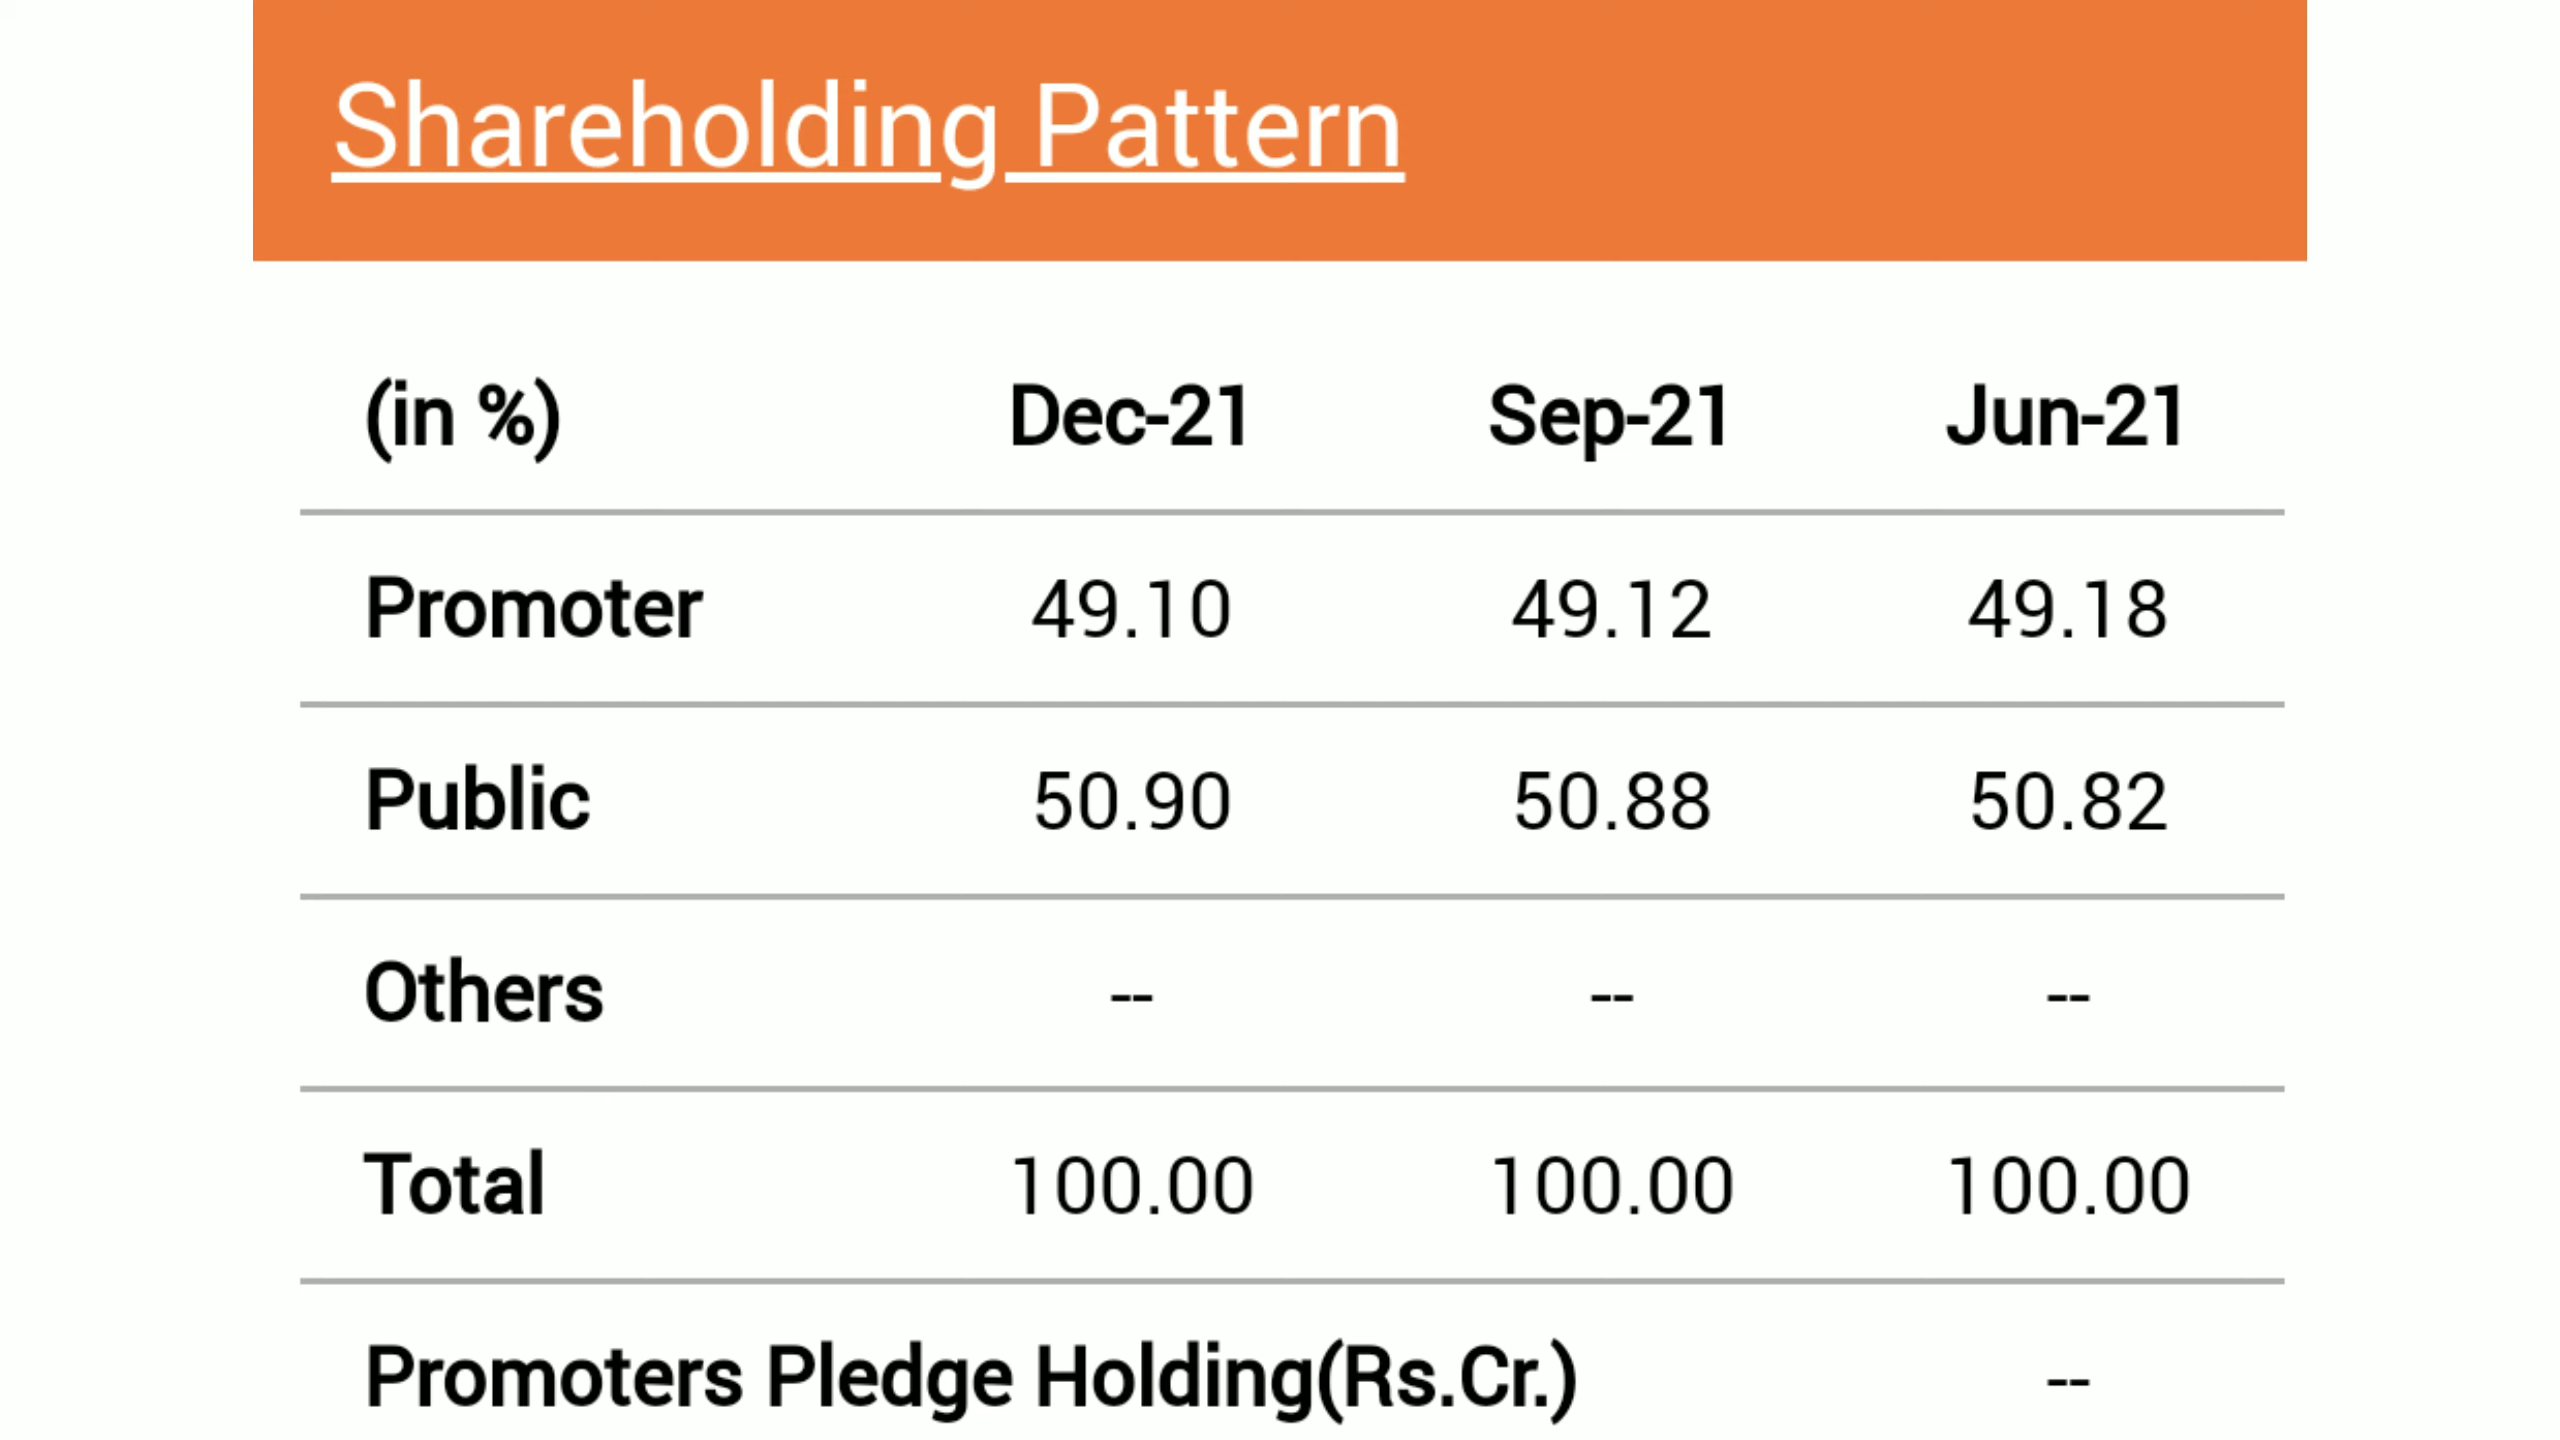 Shareholding Pattern
(in %) Dec-21 Sep-21 Jun-21
Promoter 49.10 49.12 49.18
Public 50.90 50.88 50.82
Others -- -- --
Total 100.00 100.00 100.00
Promoters Pledge Holding(Rs.Cr.) --